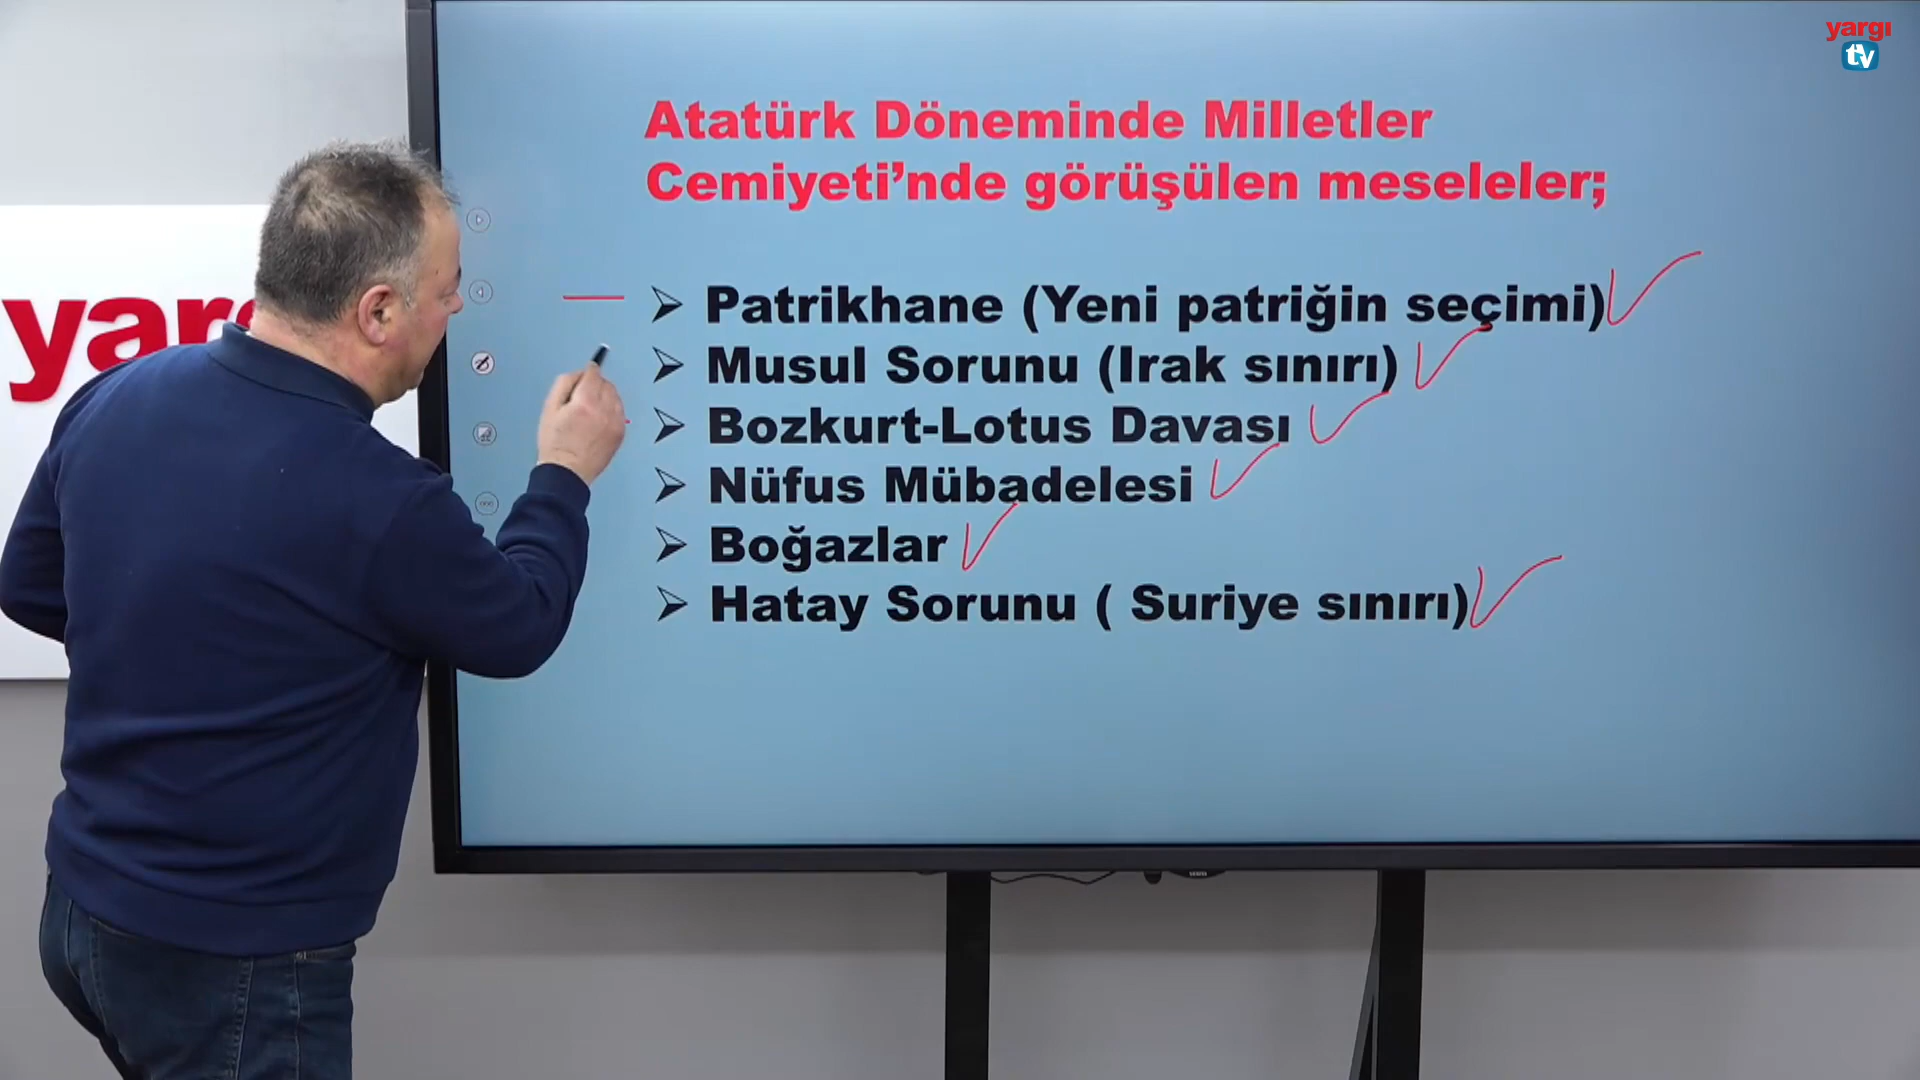 yargı
tv
Atatürk Döneminde Milletler
Cemiyeti’nde görüşülen meseleler;
Patrikhane (Yeni patriğin seçimi)
Musul Sorunu (Irak sınırı)
Bozkurt-Lotus Davası
Nüfus Mübadelesi
Boğazlar
Hatay Sorunu ( Suriye sınırı)